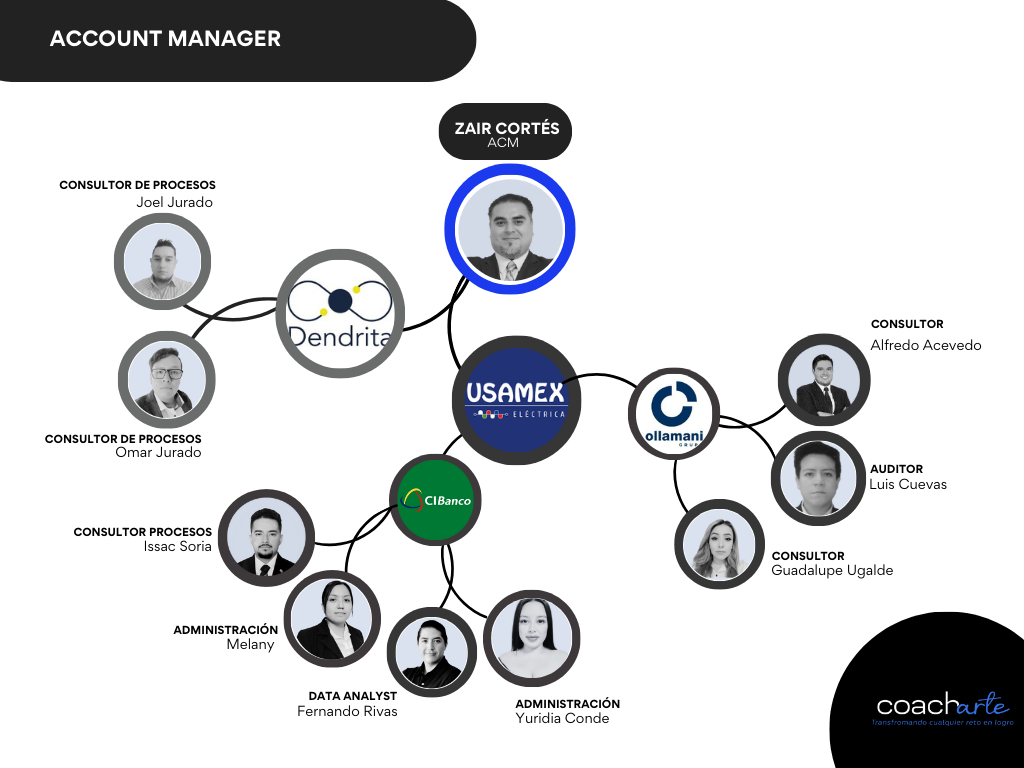 ACCOUNT MANAGER
ZAIR CORTÉS
ACM
CONSULTOR DE PROCESOS
Joel Jurado
Dendrita
CONSULTOR DE PROCESOS
Omar Jurado
USAMEX
ELÉCTRICA
ollamani
GRUPO
CONSULTOR
Alfredo Acevedo
AUDITOR
Luis Cuevas
CONSULTOR
Guadalupe Ugalde
CIBanco
CONSULTOR PROCESOS
Issac Soria
ADMINISTRACIÓN
Melany
DATA ANALYST
Fernando Rivas
ADMINISTRACIÓN
Yuridia Conde
coacharte
Transfromando cualquier reto en logro